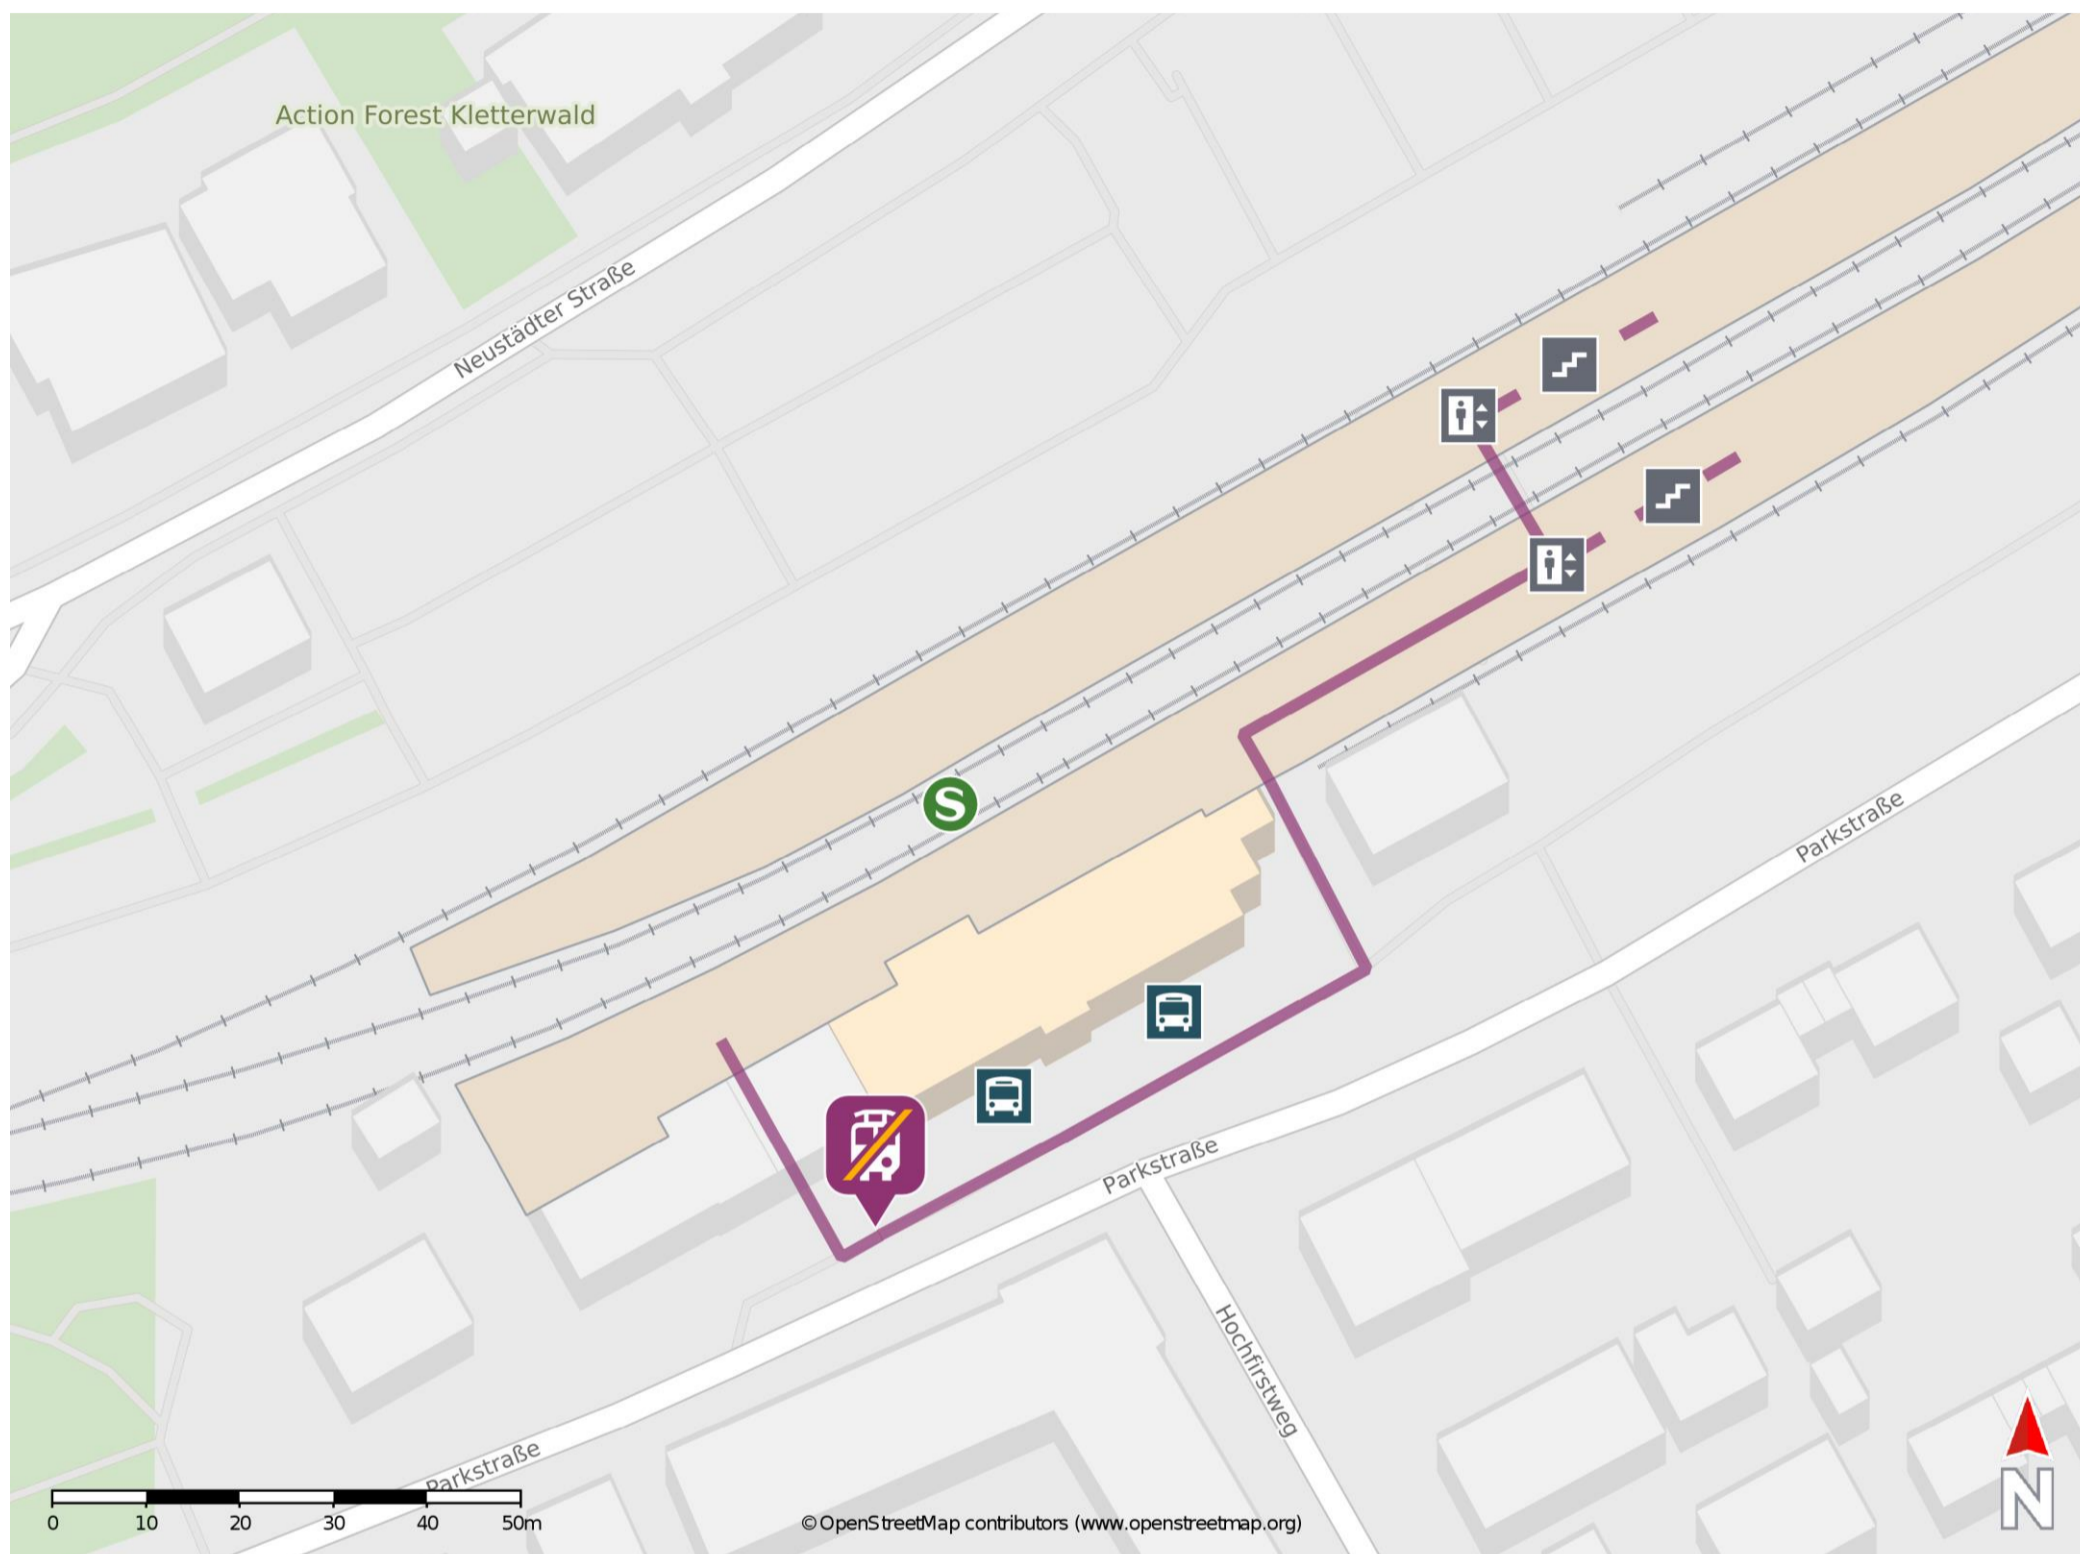 Action Forest Kletterwald
Neustädter Straße
S
Parkstraße
Parkstraße
Hochfirstweg
Parkstraße
0 10 20 30 40 50m
© OpenStreetMap contributors (www.openstreetmap.org)
N